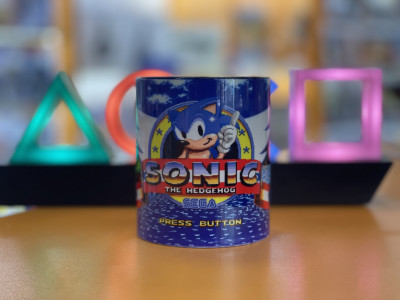 SONIC
THE HEDGEHOG
SEGA
PRESS BUTTON